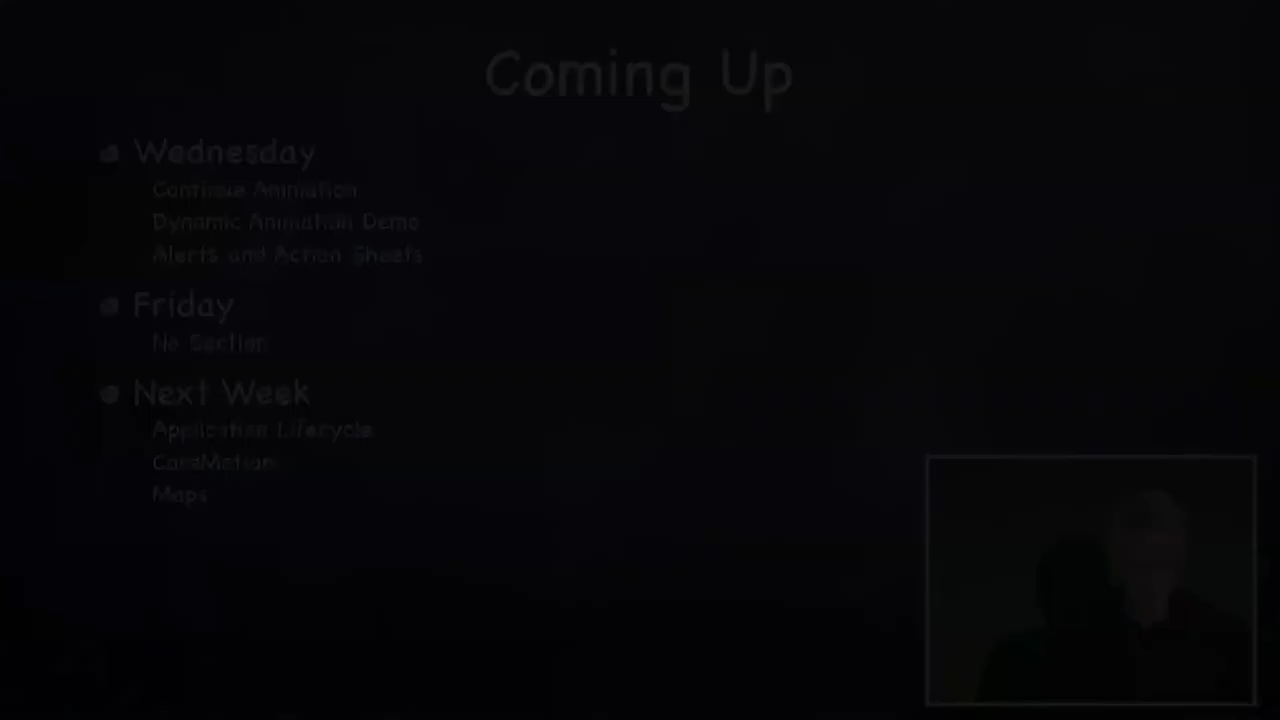 Coming Up
Wednesday
Continue Animation
Dynamic Animation Demo
Alerts and Action Sheets
Friday
No Section
Next Week
Application Lifecycle
CoreMotion
Maps